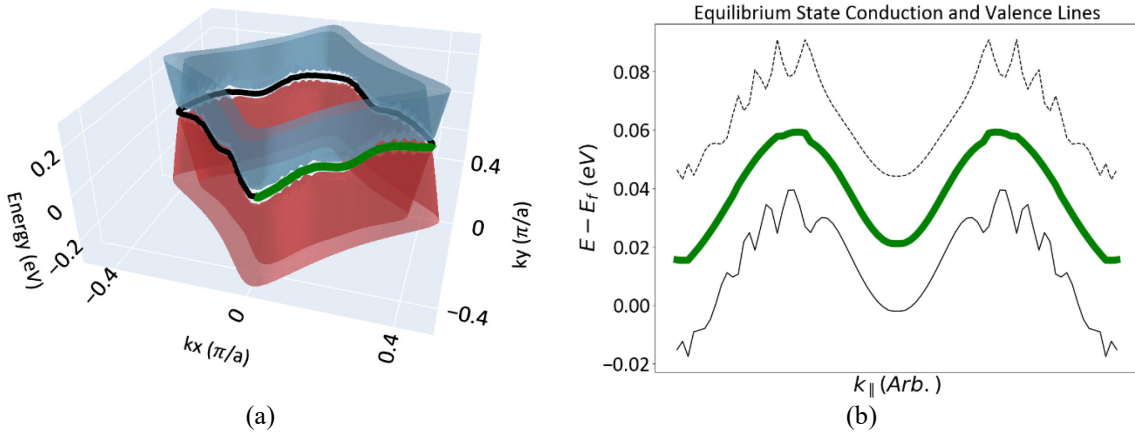 0.2
0
−0.2
Energy (eV)
−0.4
0
0.4
kx (π/a)
0.4
0
−0.4
ky (π/a)
(a)
Equilibrium State Conduction and Valence Lines
0.08
0.06
0.04
0.02
0.00
−0.02
E − E_f (eV)
k_∥ (Arb.)
(b)